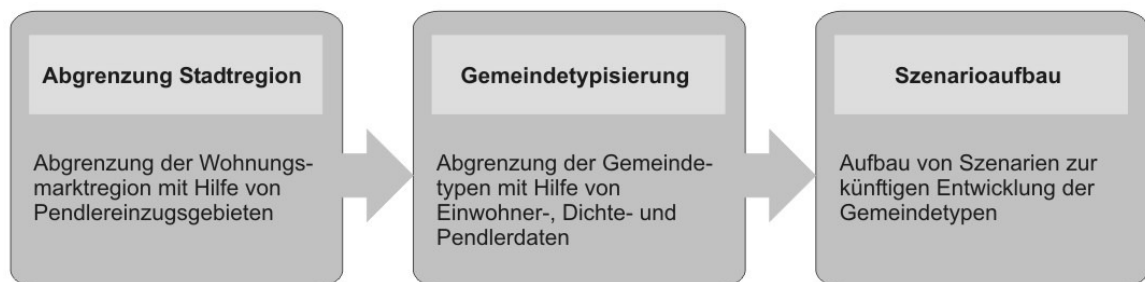 Abgrenzung Stadtregion
Abgrenzung der Wohnungs-
marktregion mit Hilfe von
Pendlereinzugsgebieten
Gemeindetypisierung
Abgrenzung der Gemeinde-
typen mit Hilfe von
Einwohner-, Dichte- und
Pendlerdaten
Szenarioaufbau
Aufbau von Szenarien zur
künftigen Entwicklung der
Gemeindetypen